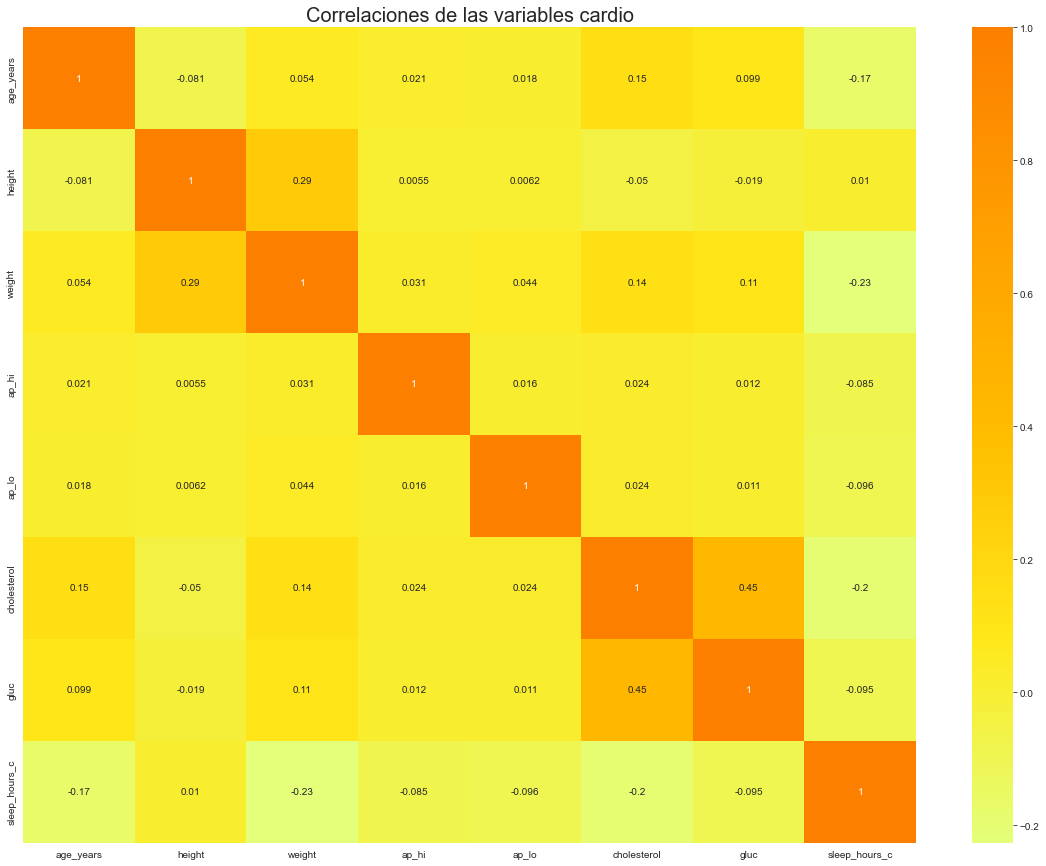 Correlaciones de las variables cardio
age_years 1 -0.081 0.054 0.021 0.018 0.15 0.099 -0.17
height -0.081 1 0.29 0.0055 0.0062 -0.05 -0.019 0.01
weight 0.054 0.29 1 0.031 0.044 0.14 0.11 -0.23
ap_hi 0.021 0.0055 0.031 1 0.016 0.024 0.012 -0.085
ap_lo 0.018 0.0062 0.044 0.016 1 0.024 0.011 -0.096
cholesterol 0.15 -0.05 0.14 0.024 0.024 1 0.45 -0.2
gluc 0.099 -0.019 0.11 0.012 0.011 0.45 1 -0.095
sleep_hours_c -0.17 0.01 -0.23 -0.085 -0.096 -0.2 -0.095 1
age_years height weight ap_hi ap_lo cholesterol gluc sleep_hours_c
1.0
0.8
0.6
0.4
0.2
0.0
−0.2